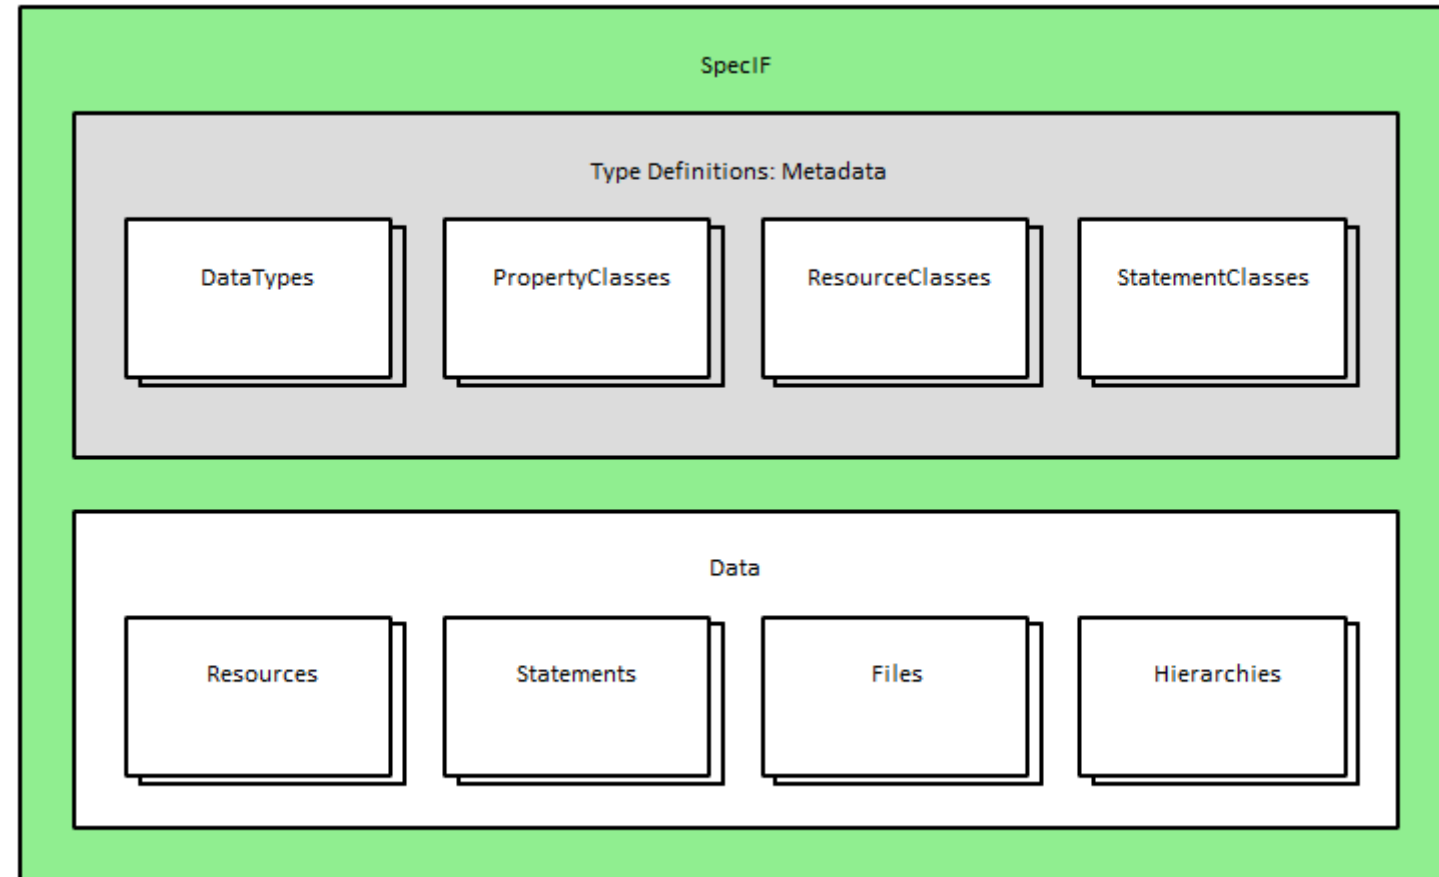 SpecIF
Type Definitions: Metadata
DataTypes
PropertyClasses
ResourceClasses
StatementClasses
Data
Resources
Statements
Files
Hierarchies